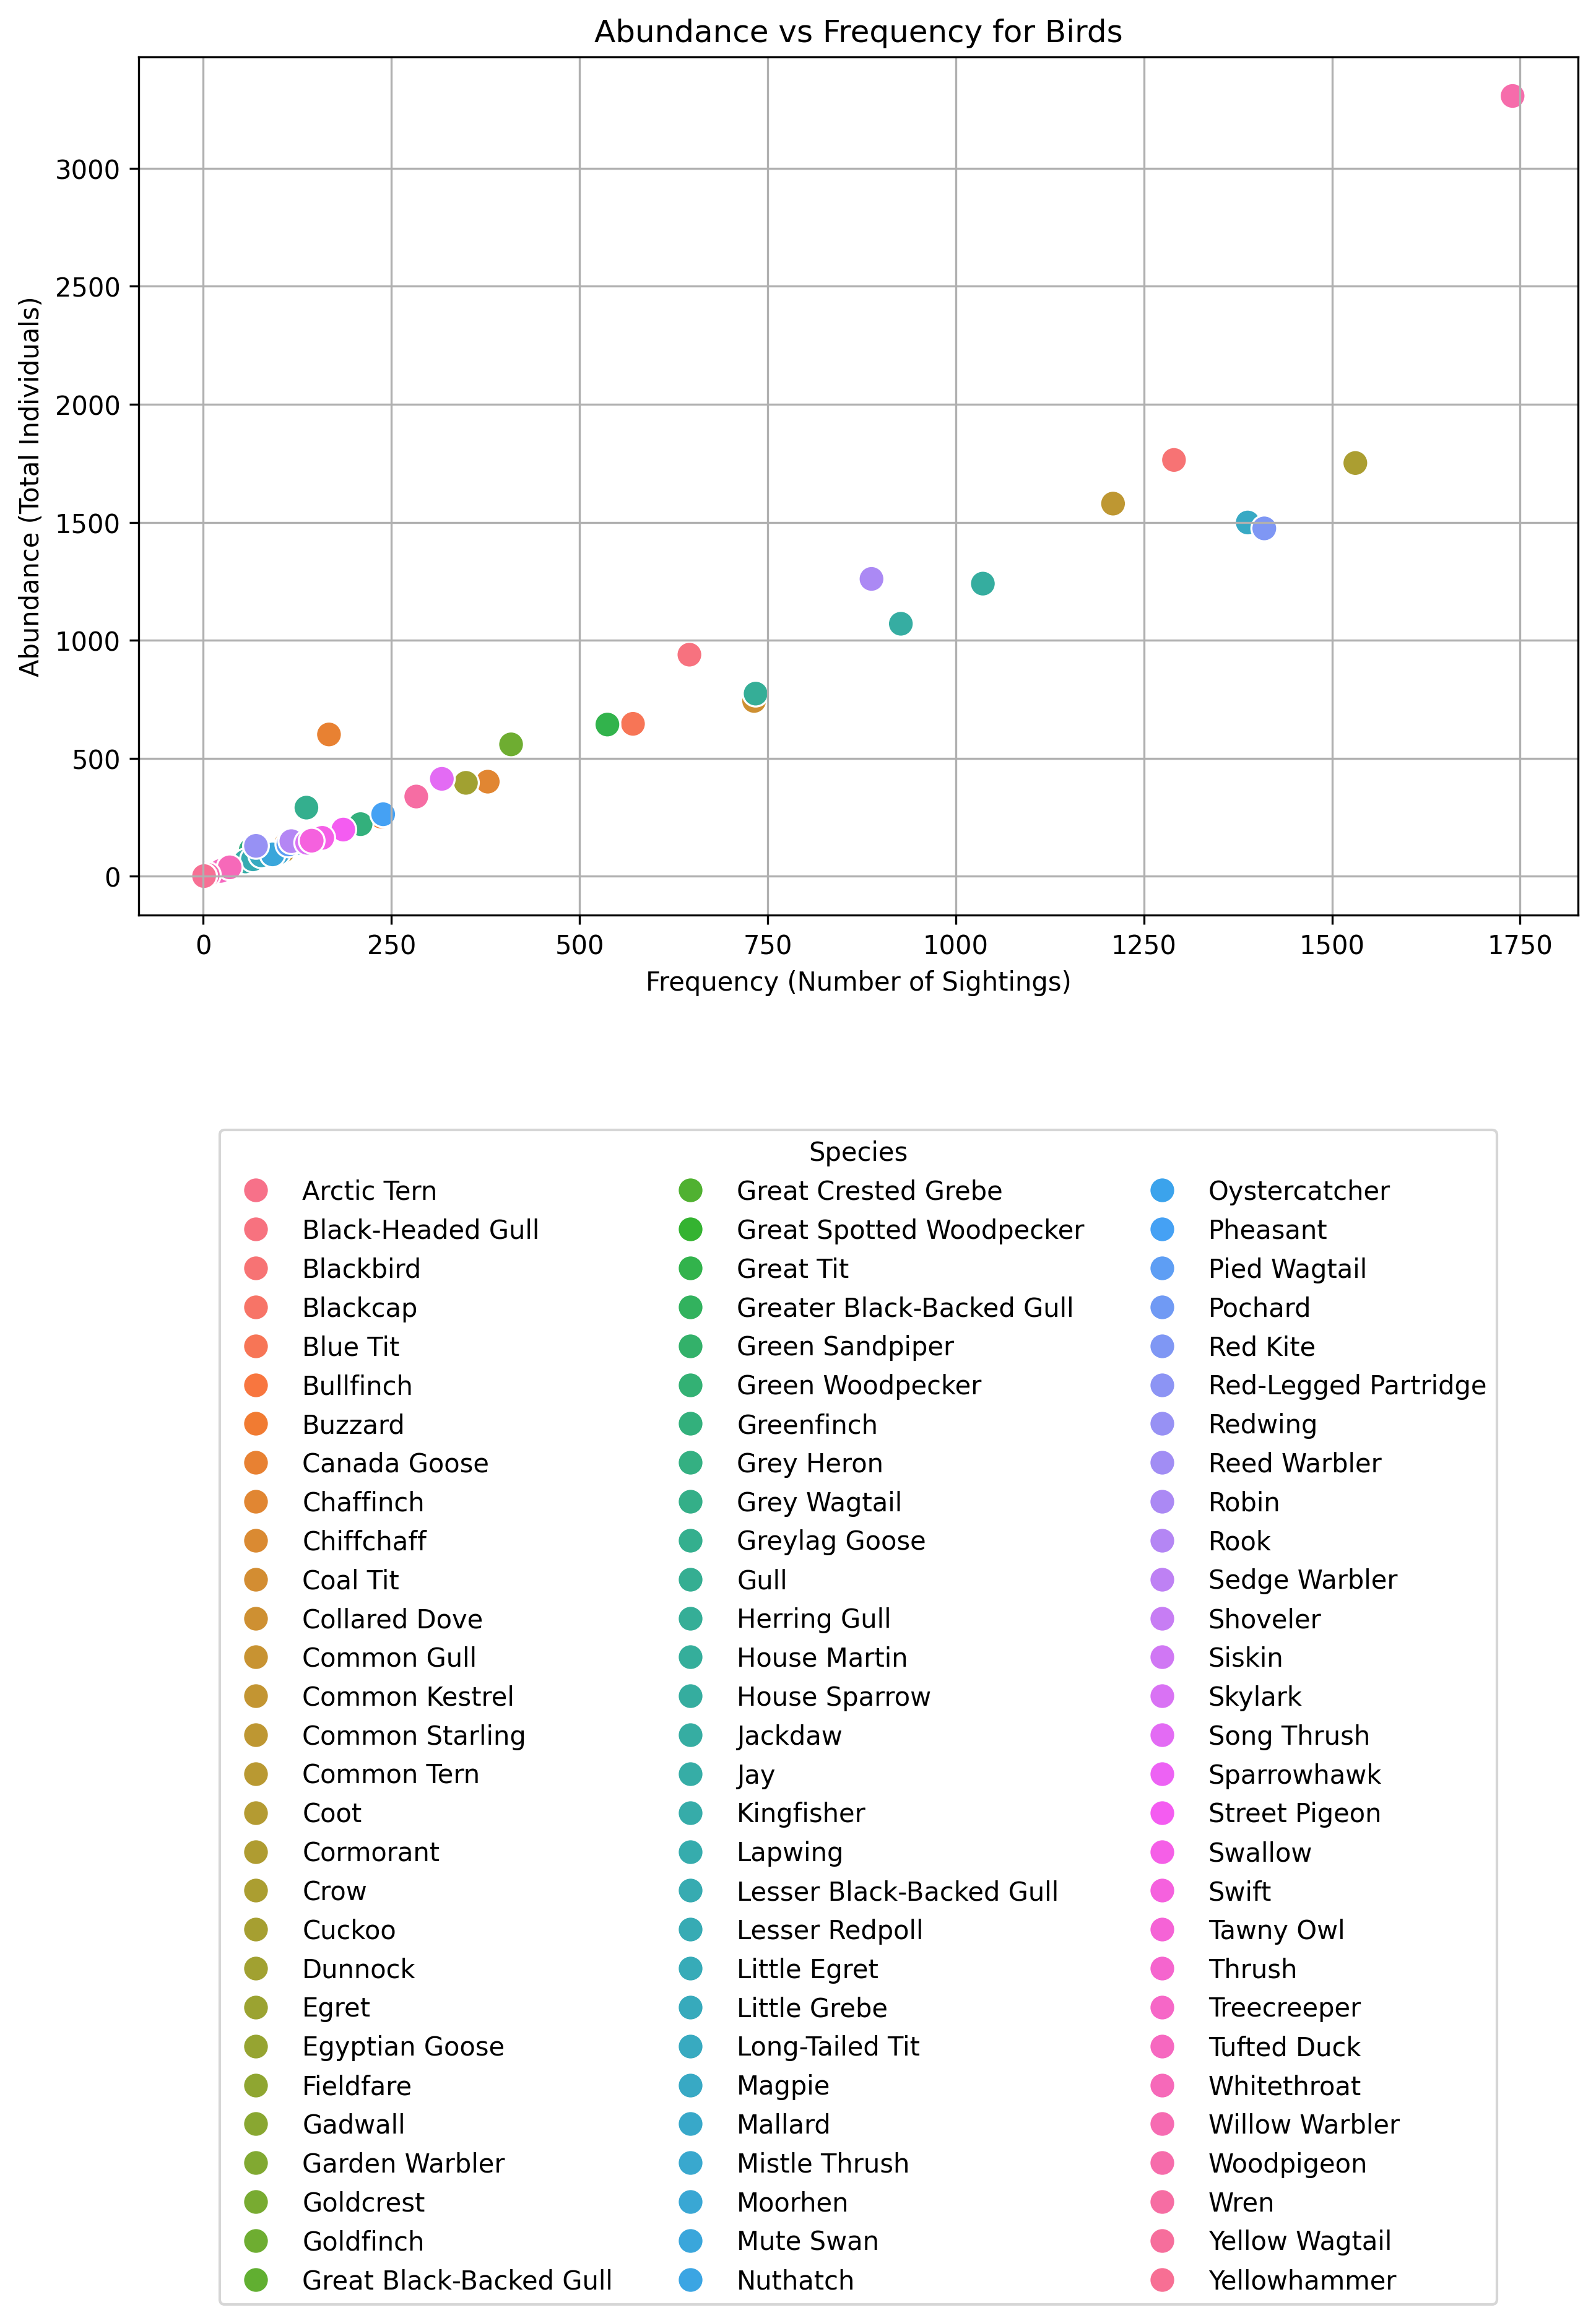 Abundance vs Frequency for Birds
Abundance (Total Individuals)
3000
2500
2000
1500
1000
500
0
0 250 500 750 1000 1250 1500 1750
Frequency (Number of Sightings)
Species
Arctic Tern
Black-Headed Gull
Blackbird
Blackcap
Blue Tit
Bullfinch
Buzzard
Canada Goose
Chaffinch
Chiffchaff
Coal Tit
Collared Dove
Common Gull
Common Kestrel
Common Starling
Common Tern
Coot
Cormorant
Crow
Cuckoo
Dunnock
Egret
Egyptian Goose
Fieldfare
Gadwall
Garden Warbler
Goldcrest
Goldfinch
Great Black-Backed Gull
Great Crested Grebe
Great Spotted Woodpecker
Great Tit
Greater Black-Backed Gull
Green Sandpiper
Green Woodpecker
Greenfinch
Grey Heron
Grey Wagtail
Greylag Goose
Gull
Herring Gull
House Martin
House Sparrow
Jackdaw
Jay
Kingfisher
Lapwing
Lesser Black-Backed Gull
Lesser Redpoll
Little Egret
Little Grebe
Long-Tailed Tit
Magpie
Mallard
Mistle Thrush
Moorhen
Mute Swan
Nuthatch
Oystercatcher
Pheasant
Pied Wagtail
Pochard
Red Kite
Red-Legged Partridge
Redwing
Reed Warbler
Robin
Rook
Sedge Warbler
Shoveler
Siskin
Skylark
Song Thrush
Sparrowhawk
Street Pigeon
Swallow
Swift
Tawny Owl
Thrush
Treecreeper
Tufted Duck
Whitethroat
Willow Warbler
Woodpigeon
Wren
Yellow Wagtail
Yellowhammer